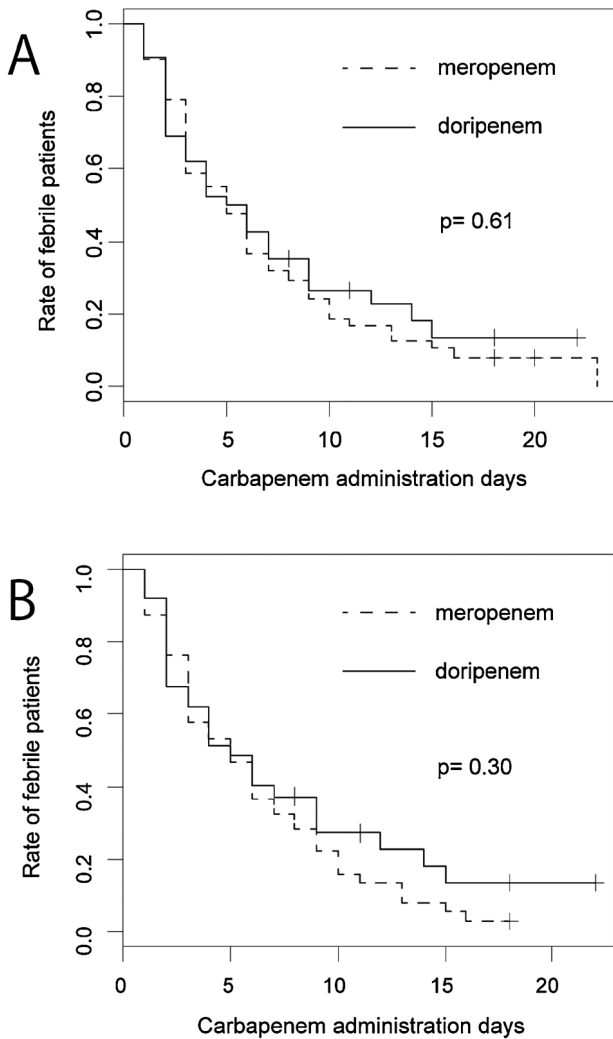 A
Rate of febrile patients
1.0
0.8
0.6
0.4
0.2
0.0
meropenem
doripenem
p= 0.61
0 5 10 15 20
Carbapenem administration days
B
Rate of febrile patients
1.0
0.8
0.6
0.4
0.2
0.0
meropenem
doripenem
p= 0.30
0 5 10 15 20
Carbapenem administration days